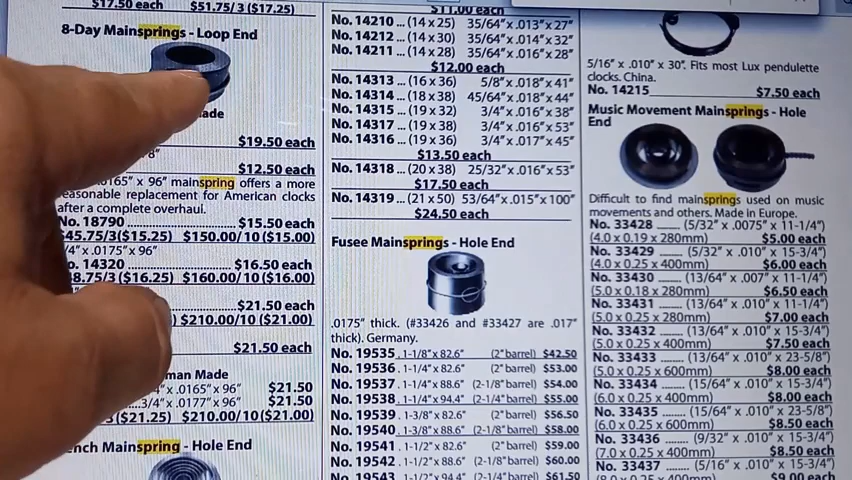 $17.50 each $51.75/3 ($17.25)
8-Day Mainsprings - Loop End
ade
$19.50 each
8"
$12.50 each
.0165" x 96" mainspring offers a more
easonable replacement for American clocks
after a complete overhaul.
No. 18790 $15.50 each
$45.75/3 ($15.25) $150.00/10 ($15.00)
/4" x .0175"x 96"
o. 14320 $16.50 each
8.75/3 ($16.25) $160.00/10 ($16.00)
$21.50 each
) $210.00/10 ($21.00)
$21.50 each
man Made
" x .0165" x 96" $21.50
3/4" x .0177" x 96" $21.50
($21.25) $210.00/10 ($21.00)
ench Mainspring - Hole End
$11.00 each
No. 14210 ... (14 x 25) 35/64" x .013" x 27"
No. 14212 ... (14 x 30) 35/64" x .014" x 32"
No. 14211 ... (14 x 28) 35/64" x .016" x 28"
$12.00 each
No. 14313 (16 x 36) 5/8" x .018" x 41"
No. 14314 (18 x 38) 45/64" x .018" x 44"
No. 14315 (19 x 32) 3/4" x .016" x 38"
No. 14317 (19 x 38) 3/4" x .016" x 53"
No. 14316 (19 x 36) 3/4" x .017" x 45"
$13.50 each
No. 14318 ... (20 x 38) 25/32" x .016" x 53"
$17.50 each
No. 14319 ... (21 x 50) 53/64" x .015" x 100"
$24.50 each
Fusee Mainsprings - Hole End
.0175" thick. (#33426 and #33427 are .017"
thick). Germany.
No. 19535 . 1-1/8" x 82.6" (2" barrel) $42.50
No. 19536 . 1-1/4" x 82.6" (2" barrel) $53.00
No. 19537 . 1-1/4" x 88.6" (2-1/8" barrel) $54.00
No. 19538 . 1-1/4" x 94.4" (2-1/4" barrel) $55.00
No. 19539 . 1-3/8" x 82.6" (2" barrel) $56.50
No. 19540 . 1-3/8" x 88.6" (2-1/8" barrel) $58.00
No. 19541 . 1-1/2" x 82.6" (2" barrel) $59.00
No. 19542 . 1-1/2" x 88.6" (2-1/8" barrel) $60.00
No. 19543 . 1-1/2" x 94.4" (2-1/4" barrel) $61.50
5/16" x .010" x 30". Fits most Lux pendulette
clocks. China.
No. 14215 $7.50 each
Music Movement Mainsprings - Hole
End
Difficult to find mainsprings used on music
movements and others. Made in Europe.
No. 33428 ...... (5/32" x .0075" x 11-1/4")
(4.0 x 0.19 x 280mm) $5.00 each
No. 33429 ........ (5/32" x .010" x 15-3/4")
(4.0 x 0.25 x 400mm) $6.00 each
No. 33430 ...... (13/64" x .007" x 11-1/4")
(5.0 x 0.18 x 280mm) $6.50 each
No. 33431 ...... (13/64" x .010" x 11-1/4")
(5.0 x 0.25 x 280mm) $7.00 each
No. 33432 ...... (13/64" x .010" x 15-3/4")
(5.0 x 0.25 x 400mm) $7.50 each
No. 33433 ...... (13/64" x .010" x 23-5/8")
(5.0 x 0.25 x 600mm) $8.00 each
No. 33434 ...... (15/64" x .010" x 15-3/4")
(6.0 x 0.25 x 400mm) $8.00 each
No. 33435 ...... (15/64" x .010" x 23-5/8")
(6.0 x 0.25 x 600mm) $8.50 each
No. 33436 ........ (9/32" x .010" x 15-3/4")
(7.0 x 0.25 x 400mm) $8.50 each
No. 33437 ........ (5/16" x .010" x 15-3/4")
(8.0 x 0.25 x 400mm) $9.00 each